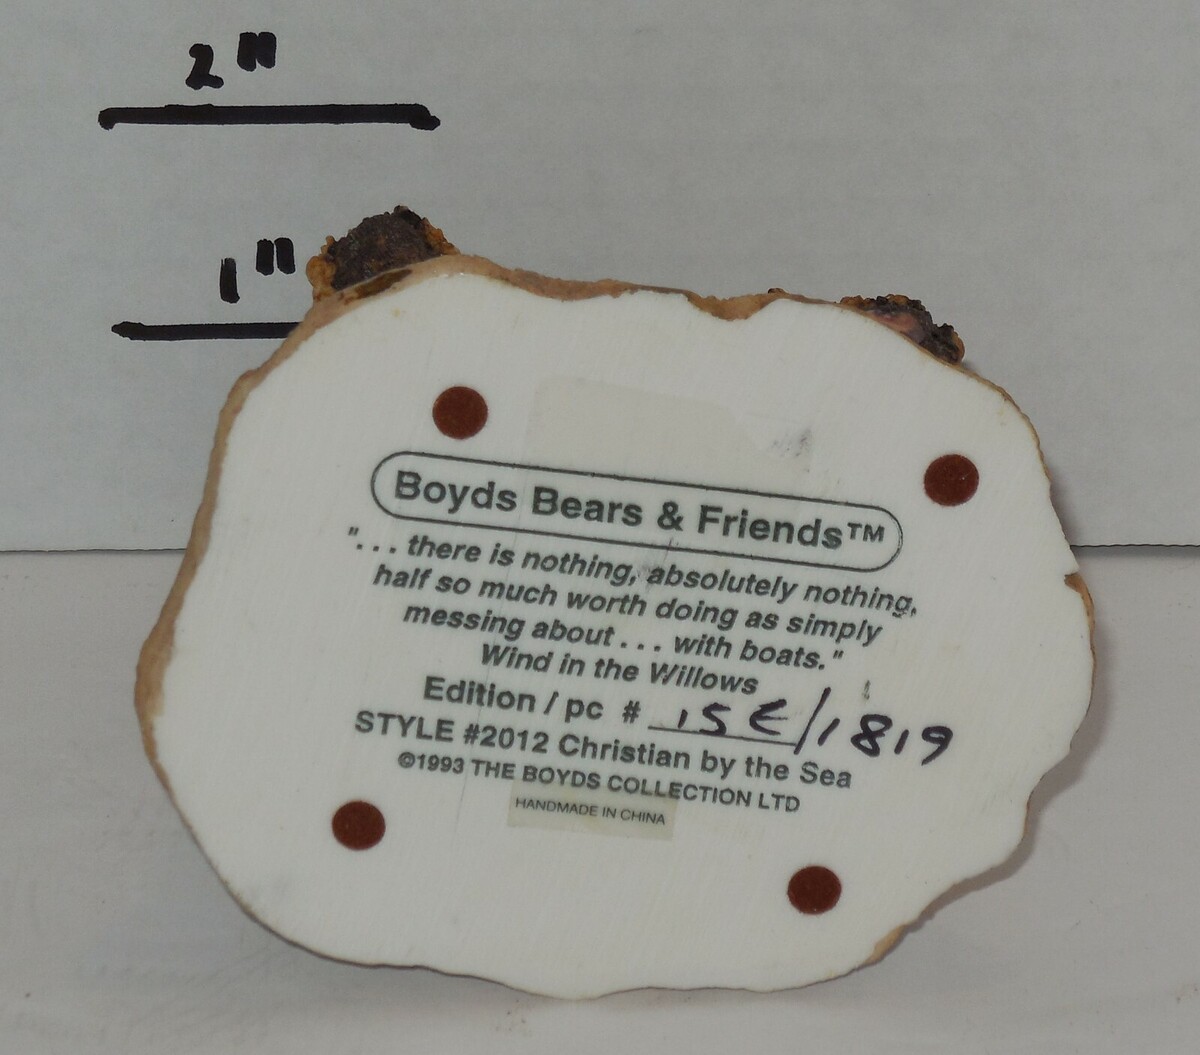 2"
1"
Boyds Bears & Friends™
". . . there is nothing, absolutely nothing,
half so much worth doing as simply
messing about . . . with boats."
Wind in the Willows
Edition / pc # 15E/1819
STYLE #2012 Christian by the Sea
©1993 THE BOYDS COLLECTION LTD
HANDMADE IN CHINA